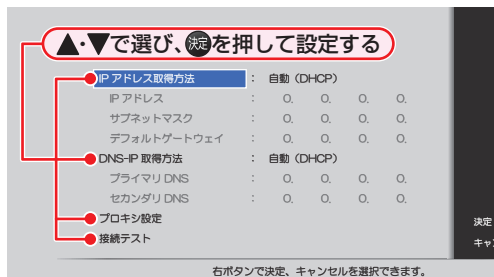 ▲・▼で選び、決定を押して設定する
IP アドレス取得方法 : 自動（DHCP）
IP アドレス : 0. 0. 0. 0.
サブネットマスク : 0. 0. 0. 0.
デフォルトゲートウェイ : 0. 0. 0. 0.
DNS-IP 取得方法 : 自動（DHCP）
プライマリ DNS : 0. 0. 0. 0.
セカンダリ DNS : 0. 0. 0. 0.
プロキシ設定
接続テスト
決定
キャン
右ボタンで決定、キャンセルを選択できます。